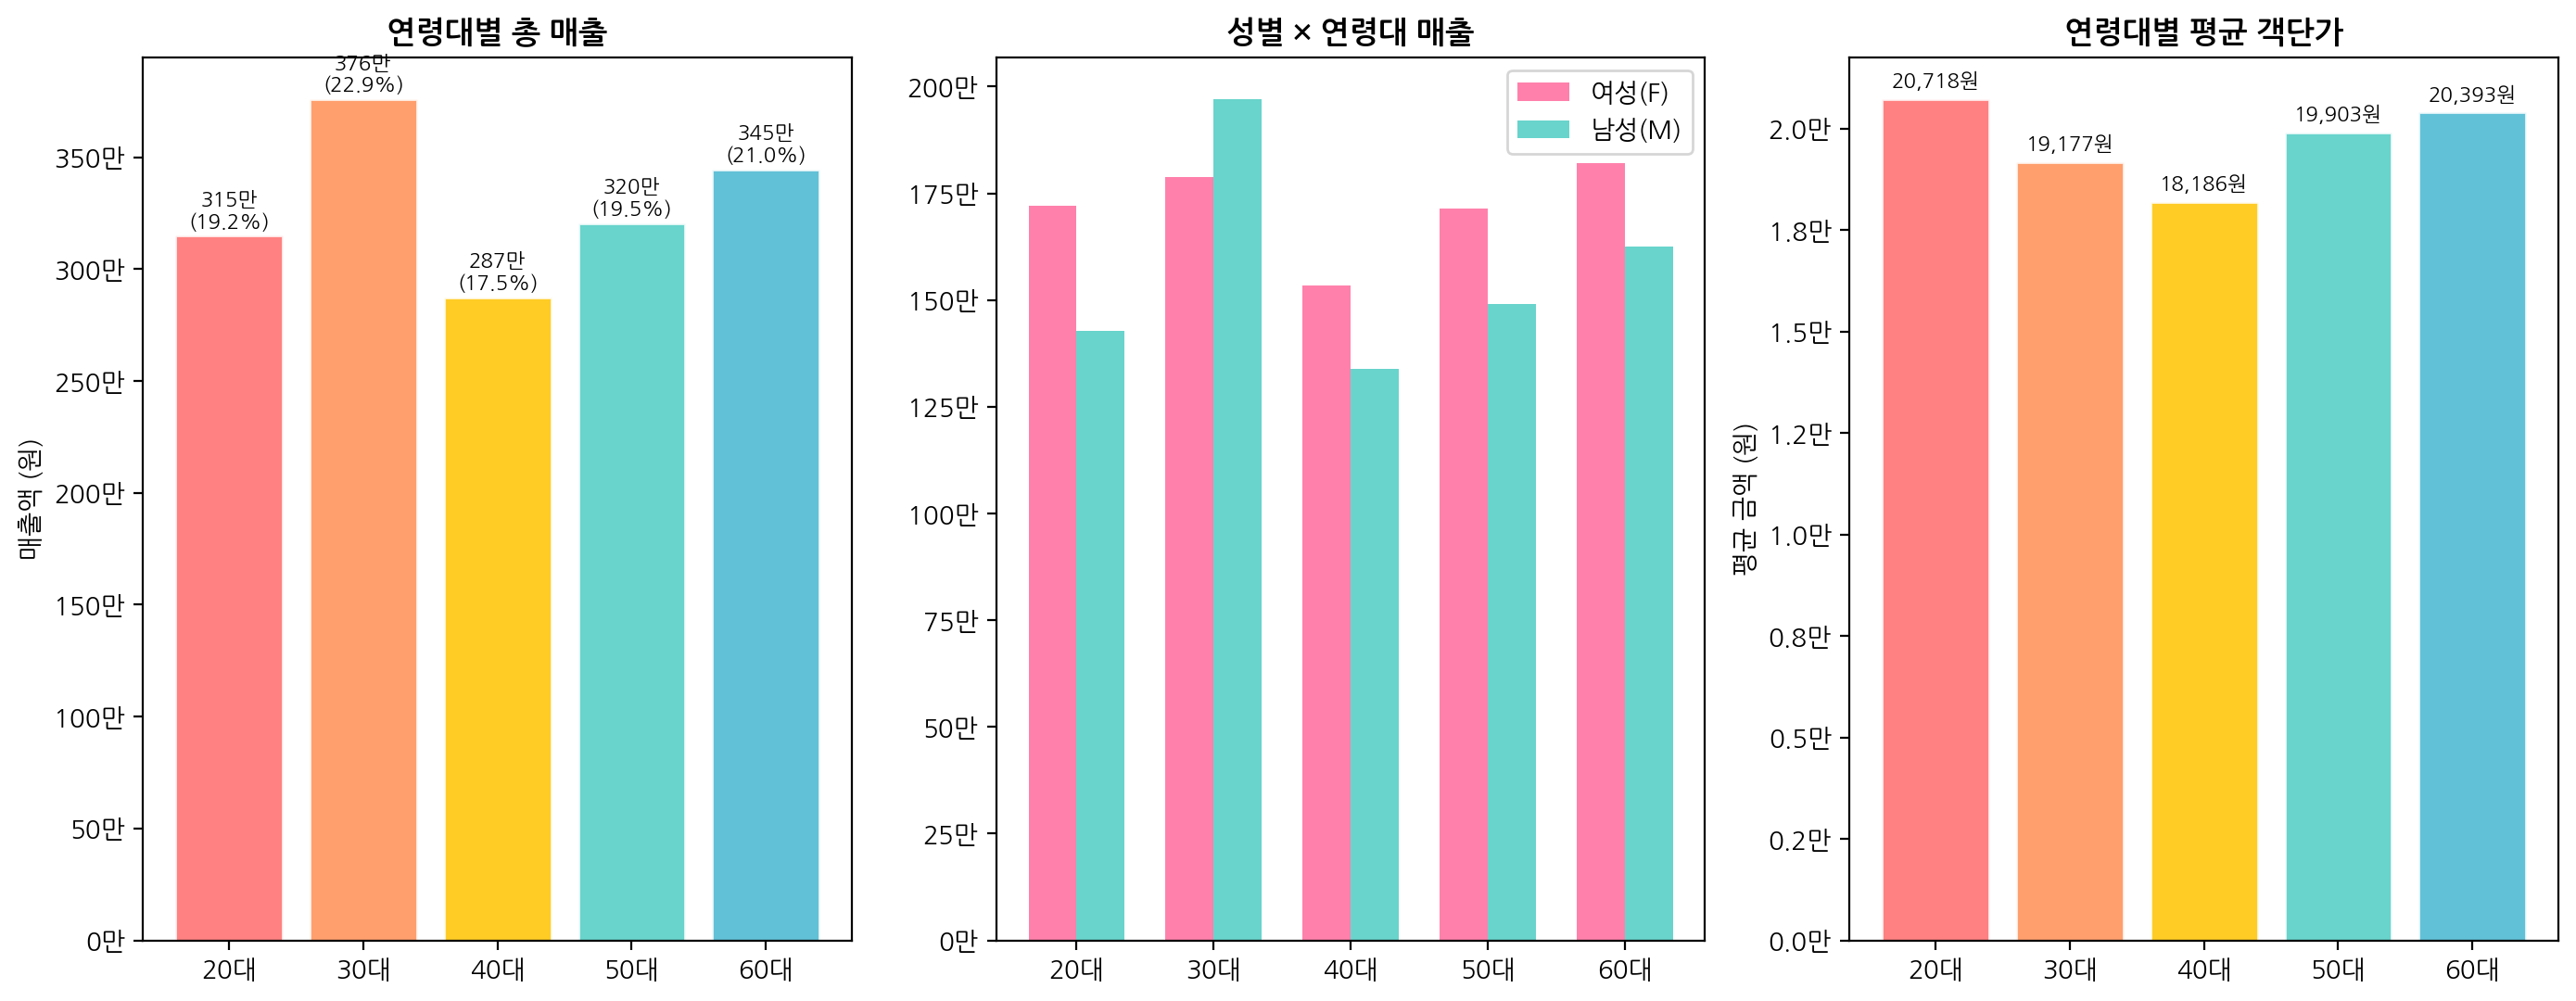 연령대별 총 매출
매출액 (원)
350만
300만
250만
200만
150만
100만
50만
0만
315만
(19.2%)
376만
(22.9%)
287만
(17.5%)
320만
(19.5%)
345만
(21.0%)
20대
30대
40대
50대
60대
성별 × 연령대 매출
200만
175만
150만
125만
100만
75만
50만
25만
0만
여성(F)
남성(M)
20대
30대
40대
50대
60대
연령대별 평균 객단가
평균 금액 (원)
2.0만
1.8만
1.5만
1.2만
1.0만
0.8만
0.5만
0.2만
0.0만
20,718원
19,177원
18,186원
19,903원
20,393원
20대
30대
40대
50대
60대